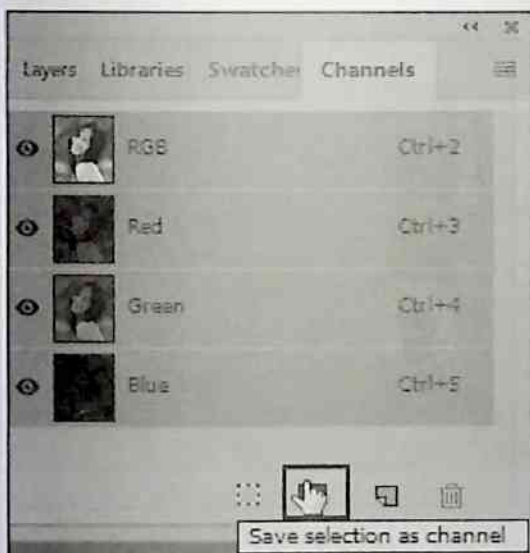 Layers Libraries Swatches Channels
RGB Ctrl+2
Red Ctrl+3
Green Ctrl+4
Blue Ctrl+5
Save selection as channel